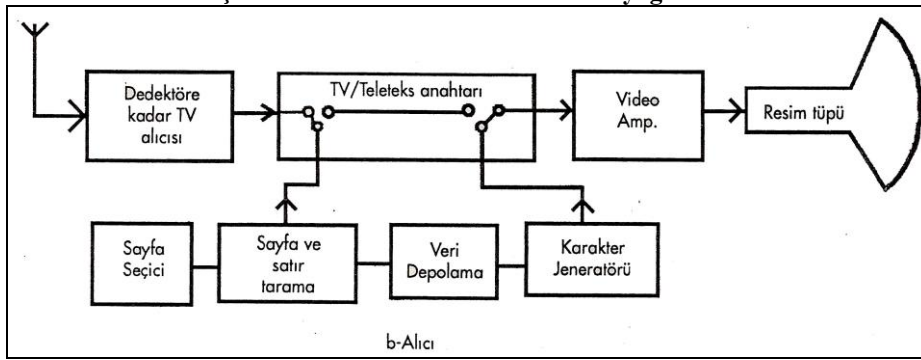 Dedektöre
kadar TV
alıcısı
TV/Teleteks anahtarı
Video
Amp.
Resim tüpü
Sayfa
Seçici
Sayfa ve
satır
tarama
Veri
Depolama
Karakter
Jeneratörü
b-Alıcı